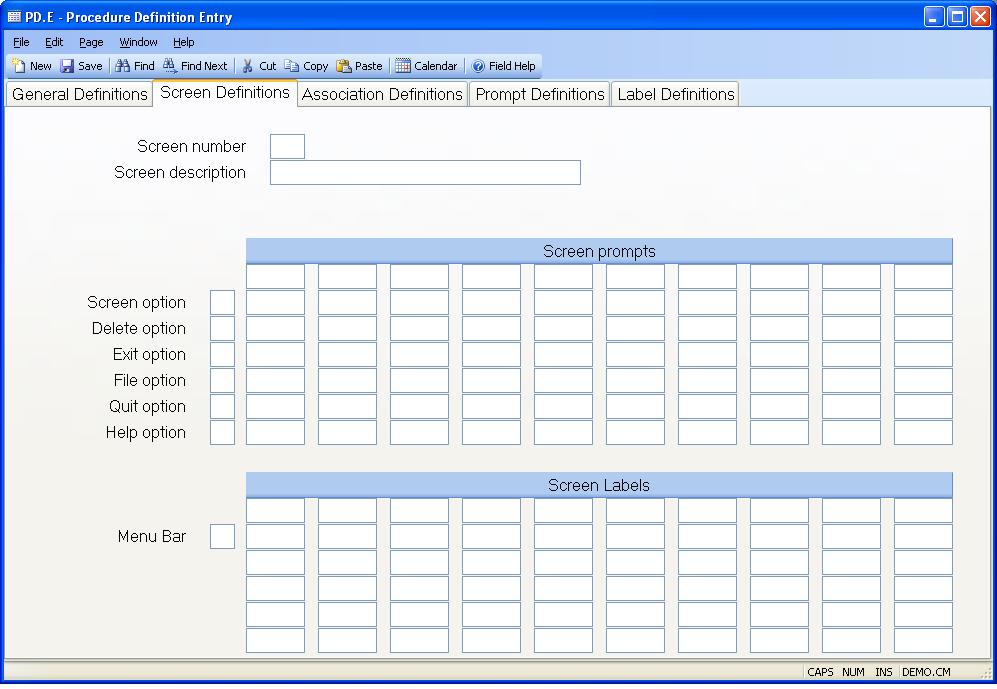 PD.E - Procedure Definition Entry
File Edit Page Window Help
New Save Find Find Next Cut Copy Paste Calendar Field Help
General Definitions Screen Definitions Association Definitions Prompt Definitions Label Definitions
Screen number
Screen description
Screen prompts
Screen option
Delete option
Exit option
File option
Quit option
Help option
Screen Labels
Menu Bar
CAPS NUM INS DEMO.CM